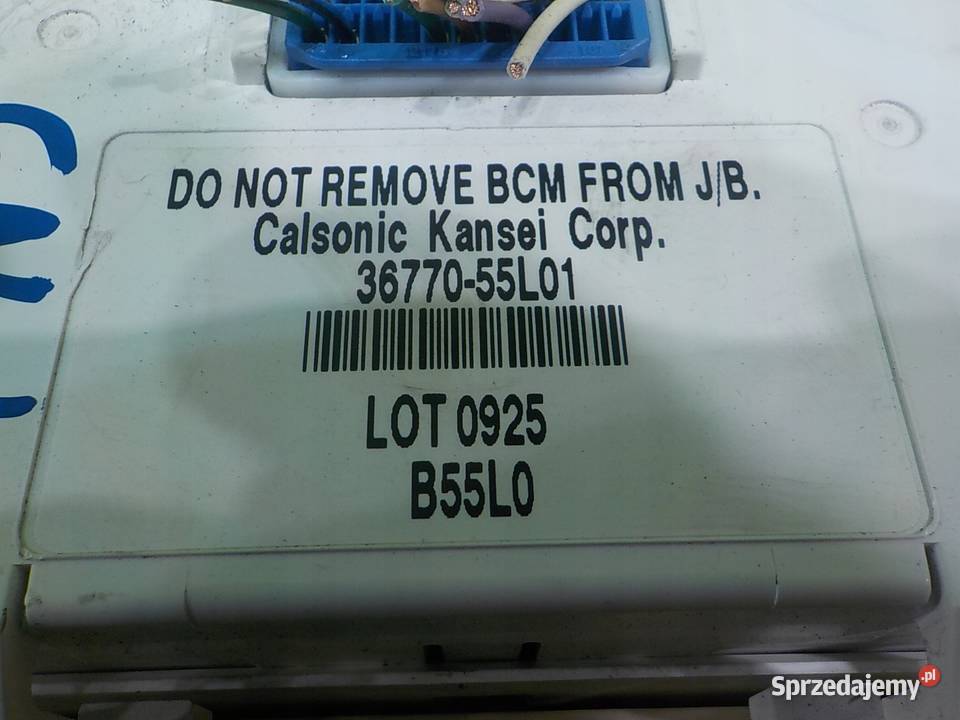 DO NOT REMOVE BCM FROM J/B.
Calsonic Kansei Corp.
36770-55L01
LOT 0925
B55L0
Sprzedajemy.pl